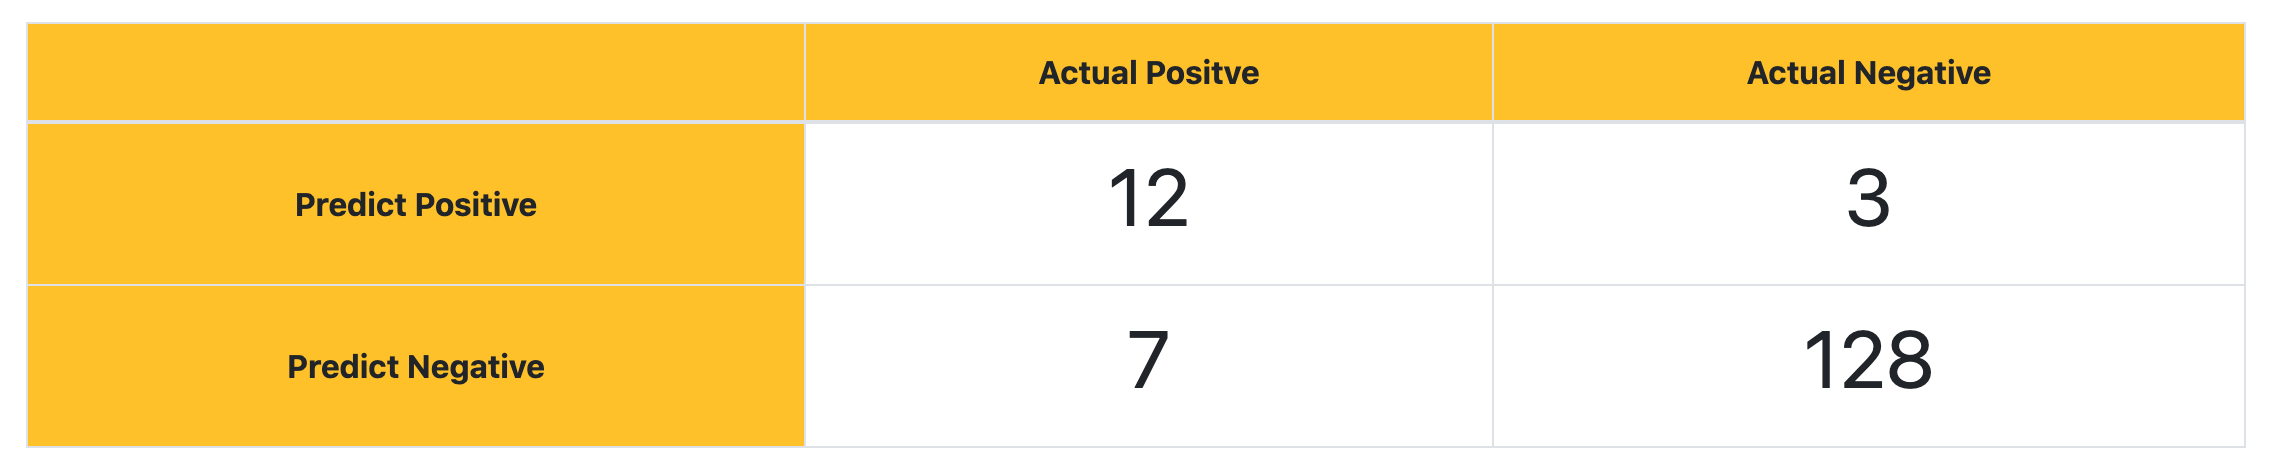 Actual Positve Actual Negative
Predict Positive 12 3
Predict Negative 7 128